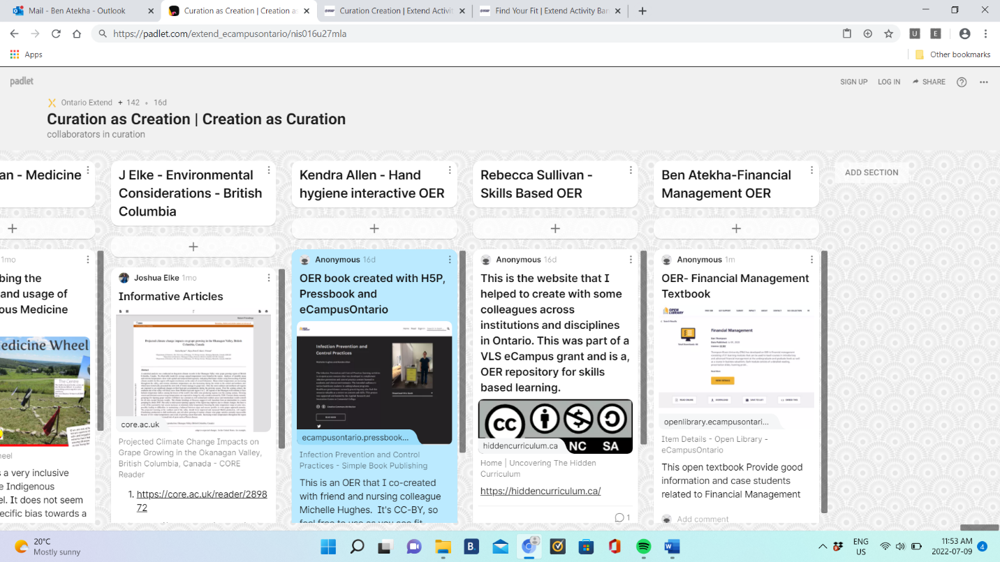 Mail - Ben Atekha - Outlook
Curation as Creation | Creation as
Curation Creation | Extend Activit
Find Your Fit | Extend Activity Ban
https://padlet.com/extend_ecampusontario/nis016u27mla
U
E
Apps
Other bookmarks
padlet
SIGN UP
LOG IN
SHARE
Ontario Extend + 142 • 16d
Curation as Creation | Creation as Curation
collaborators in curation
an - Medicine
1mo
bing the
and usage of
ous Medicine
edicine Wheel
heel
s a very inclusive
e Indigenous
el. It does not seem
pecific bias towards a
J Elke - Environmental
Considerations - British
Columbia
Joshua Elke 1mo
Informative Articles
Projected climate change impacts on grape growing in the Okanagan Valley, British
Columbia, Canada
core.ac.uk
Projected Climate Change Impacts on
Grape Growing in the Okanagan Valley,
British Columbia, Canada - CORE
Reader
1. https://core.ac.uk/reader/2898
72
Kendra Allen - Hand
hygiene interactive OER
Anonymous 16d
OER book created with H5P,
Pressbook and
eCampusOntario
Infection Prevention and
Control Practices
READ BOOK
ecampusontario.pressbook...
Infection Prevention and Control
Practices - Simple Book Publishing
This is an OER that I co-created
with friend and nursing colleague
Michelle Hughes. It's CC-BY, so
feel free to use as you see fit
Rebecca Sullivan -
Skills Based OER
Anonymous 16d
This is the website that I
helped to create with some
colleagues across
institutions and disciplines
in Ontario. This was part of a
VLS eCampus grant and is a,
OER repository for skills
based learning.
cc
NC SA
hiddencurriculum.ca
Home | Uncovering The Hidden
Curriculum
https://hiddencurriculum.ca/
1
Ben Atekha-Financial
Management OER
Anonymous 1m
OER- Financial Management
Textbook
OPEN LIBRARY
Financial Management
openlibrary.ecampusontari...
Item Details - Open Library -
eCampusOntario
This open textbook Provide good
information and case students
related to Financial Management
Add comment
ADD SECTION
20°C
Mostly sunny
B.
ENG
US
11:53 AM
2022-07-09
4